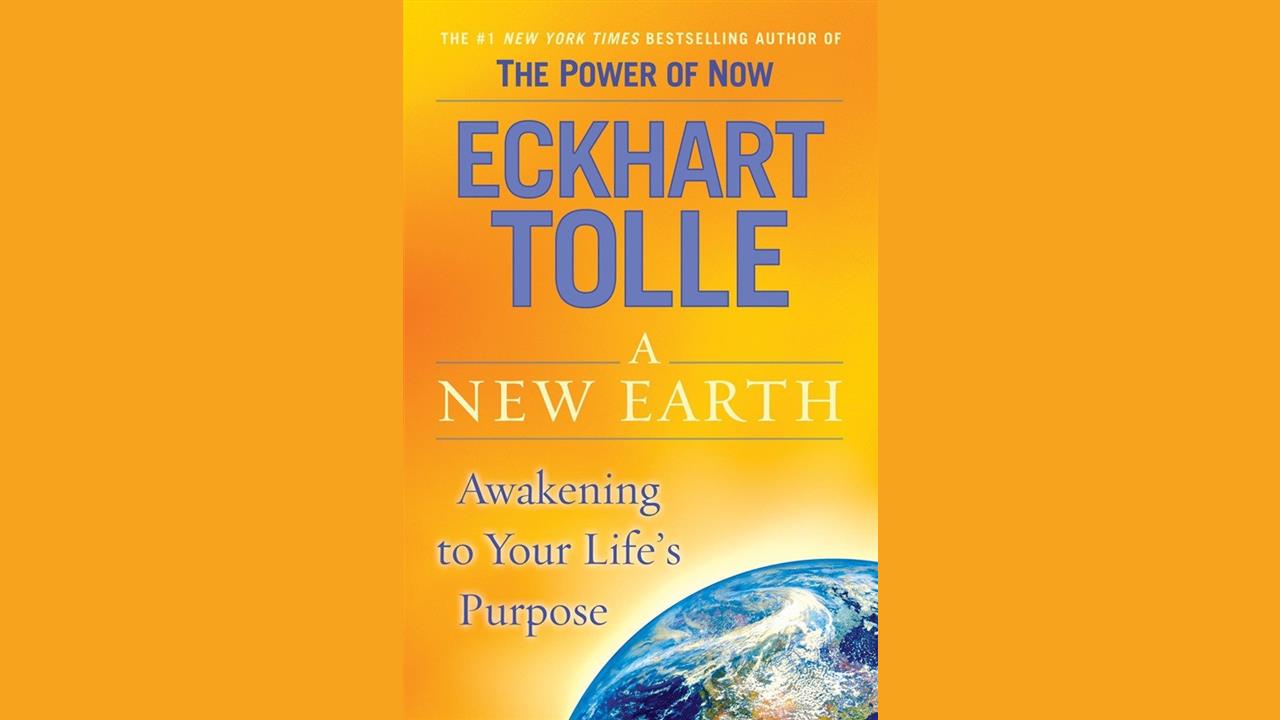 THE #1 NEW YORK TIMES BESTSELLING AUTHOR OF
THE POWER OF NOW
ECKHART
TOLLE
A
NEW EARTH
Awakening
to Your Life's
Purpose